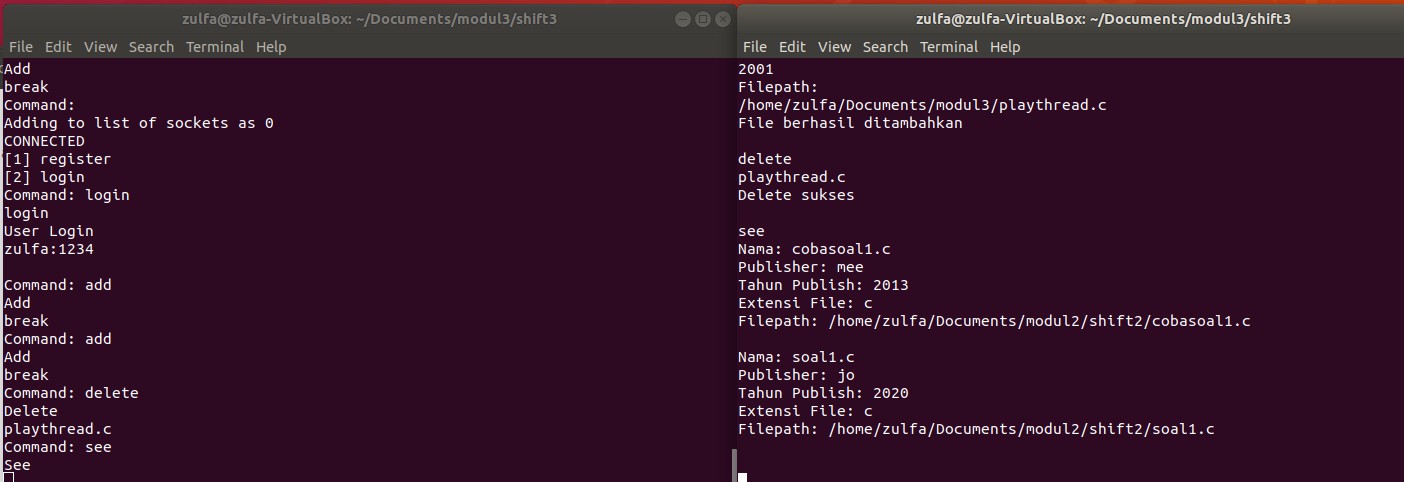 zulfa@zulfa-VirtualBox: ~/Documents/modul3/shift3
File Edit View Search Terminal Help
Add
break
Command:
Adding to list of sockets as 0
CONNECTED
[1] register
[2] login
Command: login
login
User Login
zulfa:1234
Command: add
Add
break
Command: add
Add
break
Command: delete
Delete
playthread.c
Command: see
See
zulfa@zulfa-VirtualBox: ~/Documents/modul3/shift3
File Edit View Search Terminal Help
2001
Filepath:
/home/zulfa/Documents/modul3/playthread.c
File berhasil ditambahkan
delete
playthread.c
Delete sukses
see
Nama: cobasoal1.c
Publisher: mee
Tahun Publish: 2013
Extensi File: c
Filepath: /home/zulfa/Documents/modul2/shift2/cobasoal1.c
Nama: soal1.c
Publisher: jo
Tahun Publish: 2020
Extensi File: c
Filepath: /home/zulfa/Documents/modul2/shift2/soal1.c